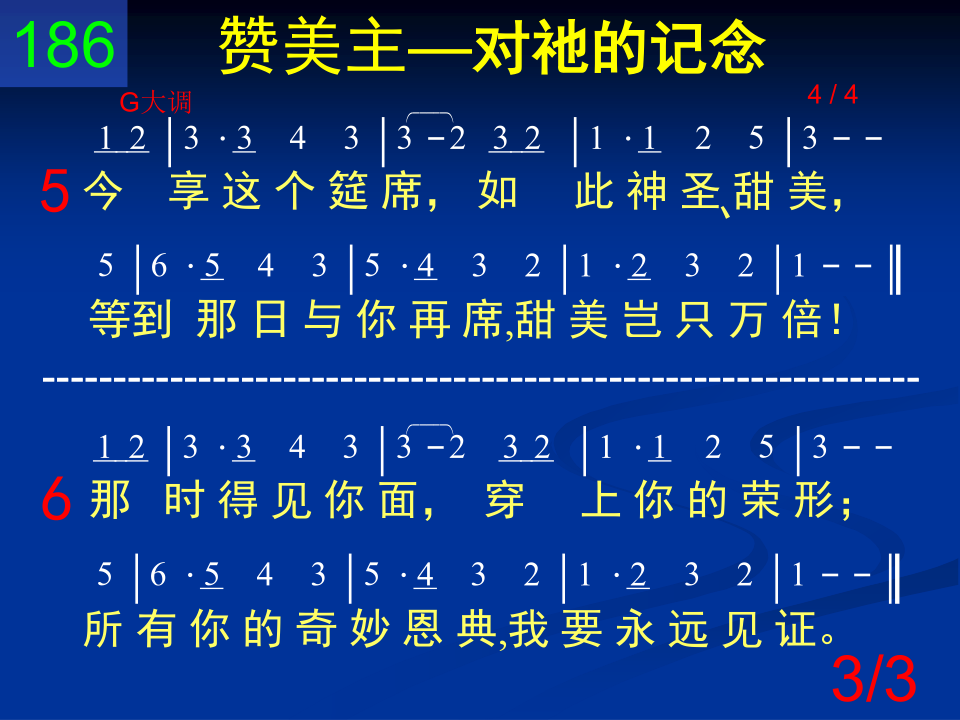 186 赞美主—对祂的记念
G大调 4 / 4
1 2 | 3 · 3 4 3 | 3 - 2 3 2 | 1 · 1 2 5 | 3 - -
5 今 享 这 个 筵 席， 如 此 神 圣、甜 美，
5 | 6 · 5 4 3 | 5 · 4 3 2 | 1 · 2 3 2 | 1 - - ‖
等到 那 日 与 你 再 席,甜 美 岂 只 万 倍！
--------------------------------------------------------------
1 2 | 3 · 3 4 3 | 3 - 2 3 2 | 1 · 1 2 5 | 3 - -
6 那 时 得 见 你 面， 穿 上 你 的 荣 形；
5 | 6 · 5 4 3 | 5 · 4 3 2 | 1 · 2 3 2 | 1 - - ‖
所 有 你 的 奇 妙 恩 典,我 要 永 远 见 证。
3/3